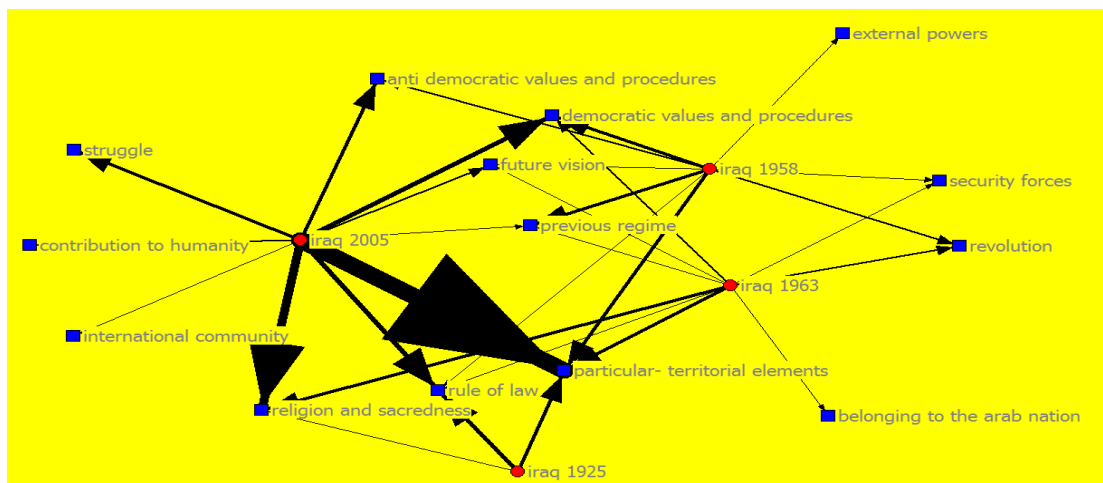 external powers
anti democratic values and procedures
democratic values and procedures
struggle
future vision
iraq 1958
security forces
previous regime
iraq 2005
contribution to humanity
revolution
iraq 1963
international community
particular- territorial elements
rule of law
religion and sacredness
belonging to the arab nation
iraq 1925